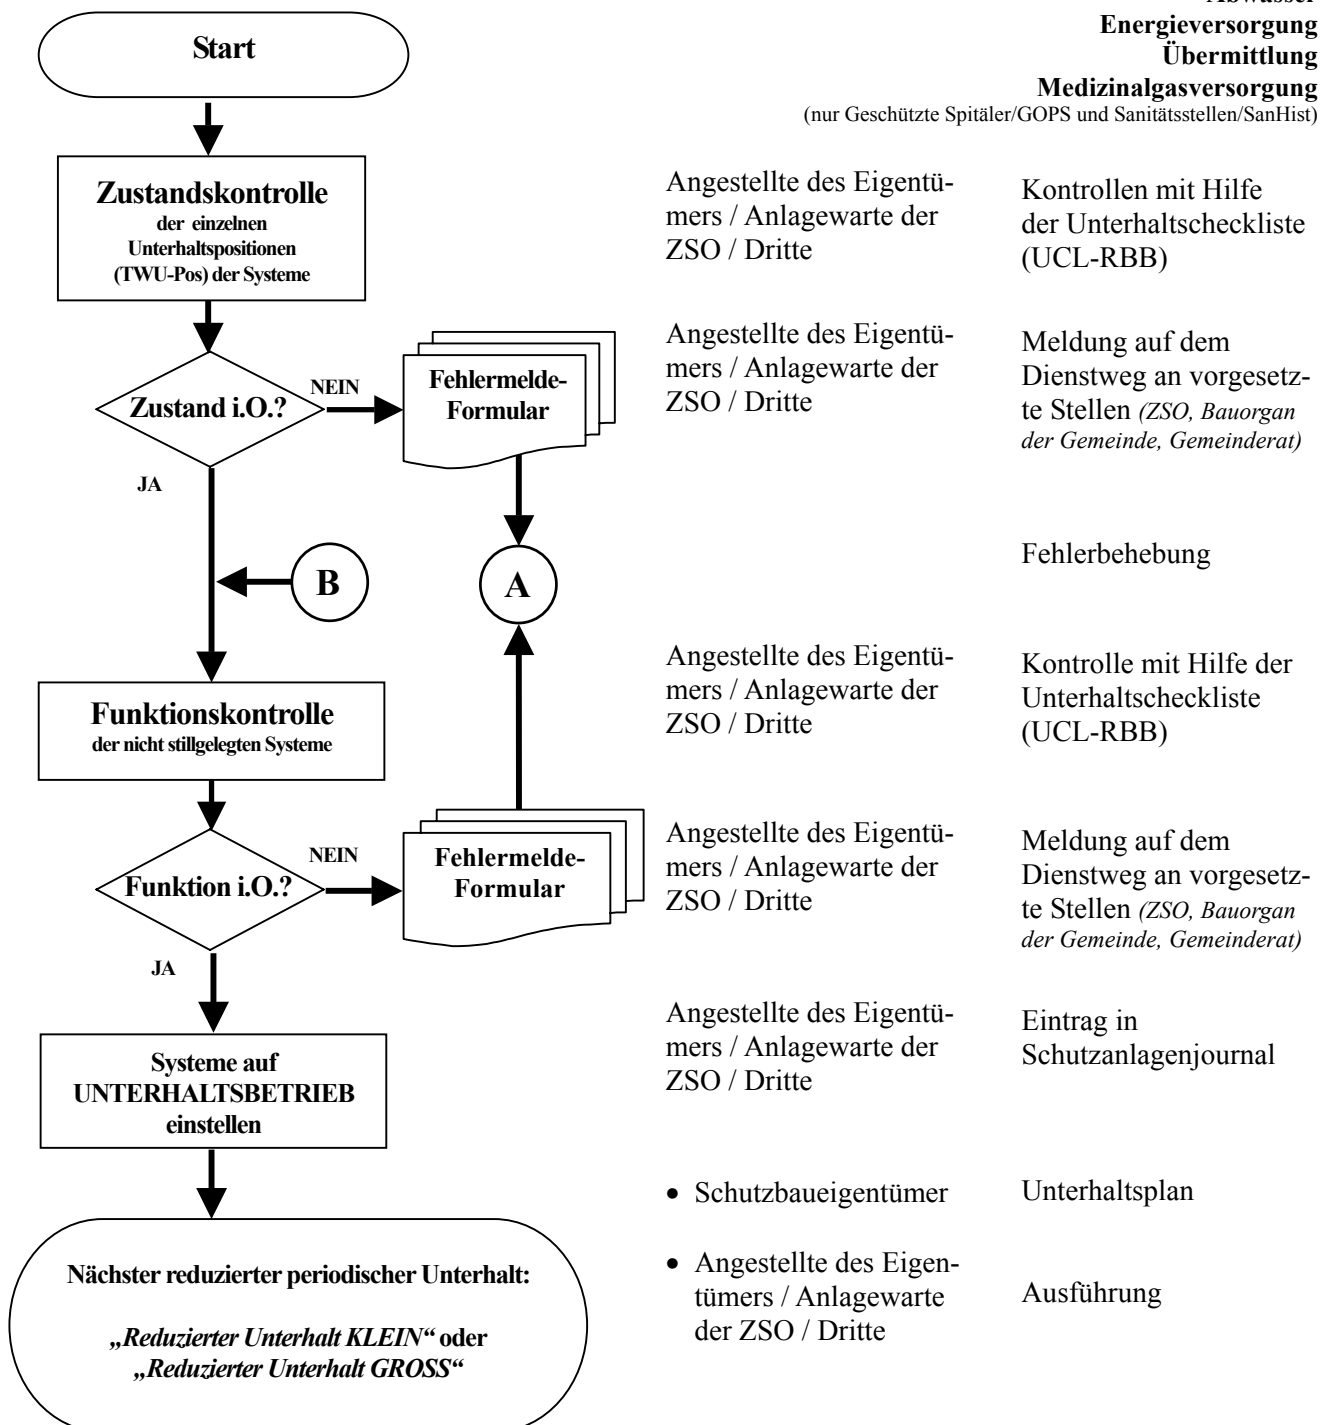 Abwasser
Energieversorgung
Übermittlung
Medizinalgasversorgung
(nur Geschützte Spitäler/GOPS und Sanitätsstellen/SanHist)
Start
Zustandskontrolle
der einzelnen
Unterhaltspositionen
(TWU-Pos) der Systeme
Angestellte des Eigentü-
mers / Anlagewarte der
ZSO / Dritte
Kontrollen mit Hilfe
der Unterhaltscheckliste
(UCL-RBB)
Zustand i.O.?
NEIN
JA
Fehlermelde-
Formular
Angestellte des Eigentü-
mers / Anlagewarte der
ZSO / Dritte
Meldung auf dem
Dienstweg an vorgesetz-
te Stellen (ZSO, Bauorgan
der Gemeinde, Gemeinderat)
B
A
Fehlerbehebung
Funktionskontrolle
der nicht stillgelegten Systeme
Angestellte des Eigentü-
mers / Anlagewarte der
ZSO / Dritte
Kontrolle mit Hilfe der
Unterhaltscheckliste
(UCL-RBB)
Funktion i.O.?
NEIN
JA
Fehlermelde-
Formular
Angestellte des Eigentü-
mers / Anlagewarte der
ZSO / Dritte
Meldung auf dem
Dienstweg an vorgesetz-
te Stellen (ZSO, Bauorgan
der Gemeinde, Gemeinderat)
Systeme auf
UNTERHALTSBETRIEB
einstellen
Angestellte des Eigentü-
mers / Anlagewarte der
ZSO / Dritte
Eintrag in
Schutzanlagenjournal
Nächster reduzierter periodischer Unterhalt:
„Reduzierter Unterhalt KLEIN“ oder
„Reduzierter Unterhalt GROSS“
• Schutzbaueigentümer
Unterhaltsplan
• Angestellte des Eigen-
tümers / Anlagewarte
der ZSO / Dritte
Ausführung